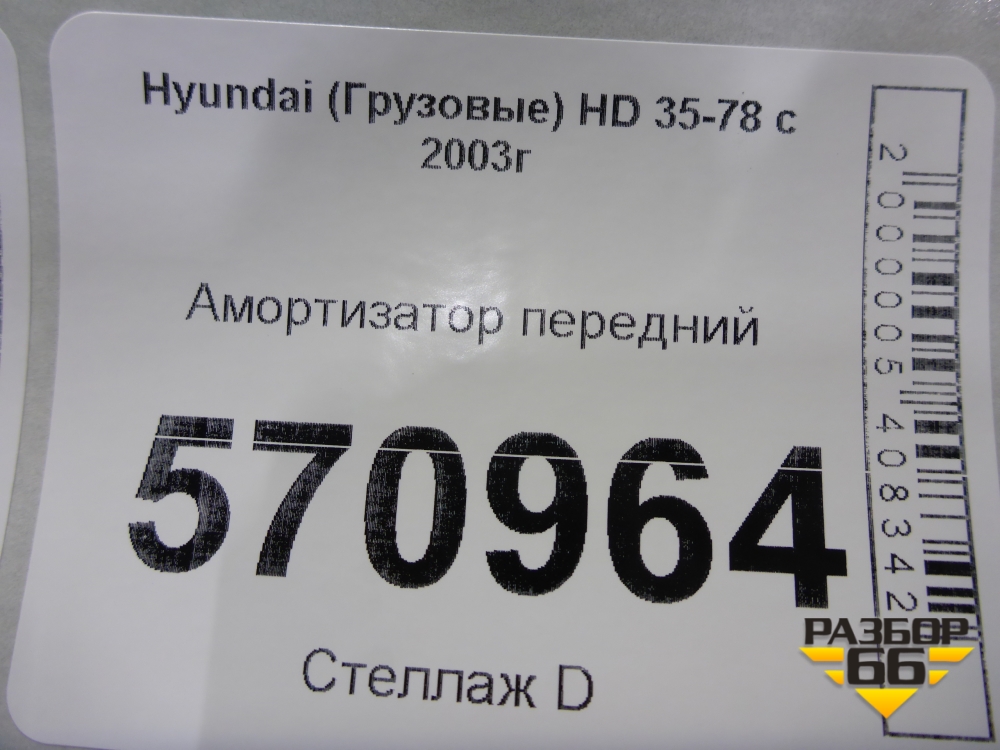 Hyundai (Грузовые) HD 35-78 с
2003г
Амортизатор передний
570964
Стеллаж D
2000005408342
РАЗБОР
66